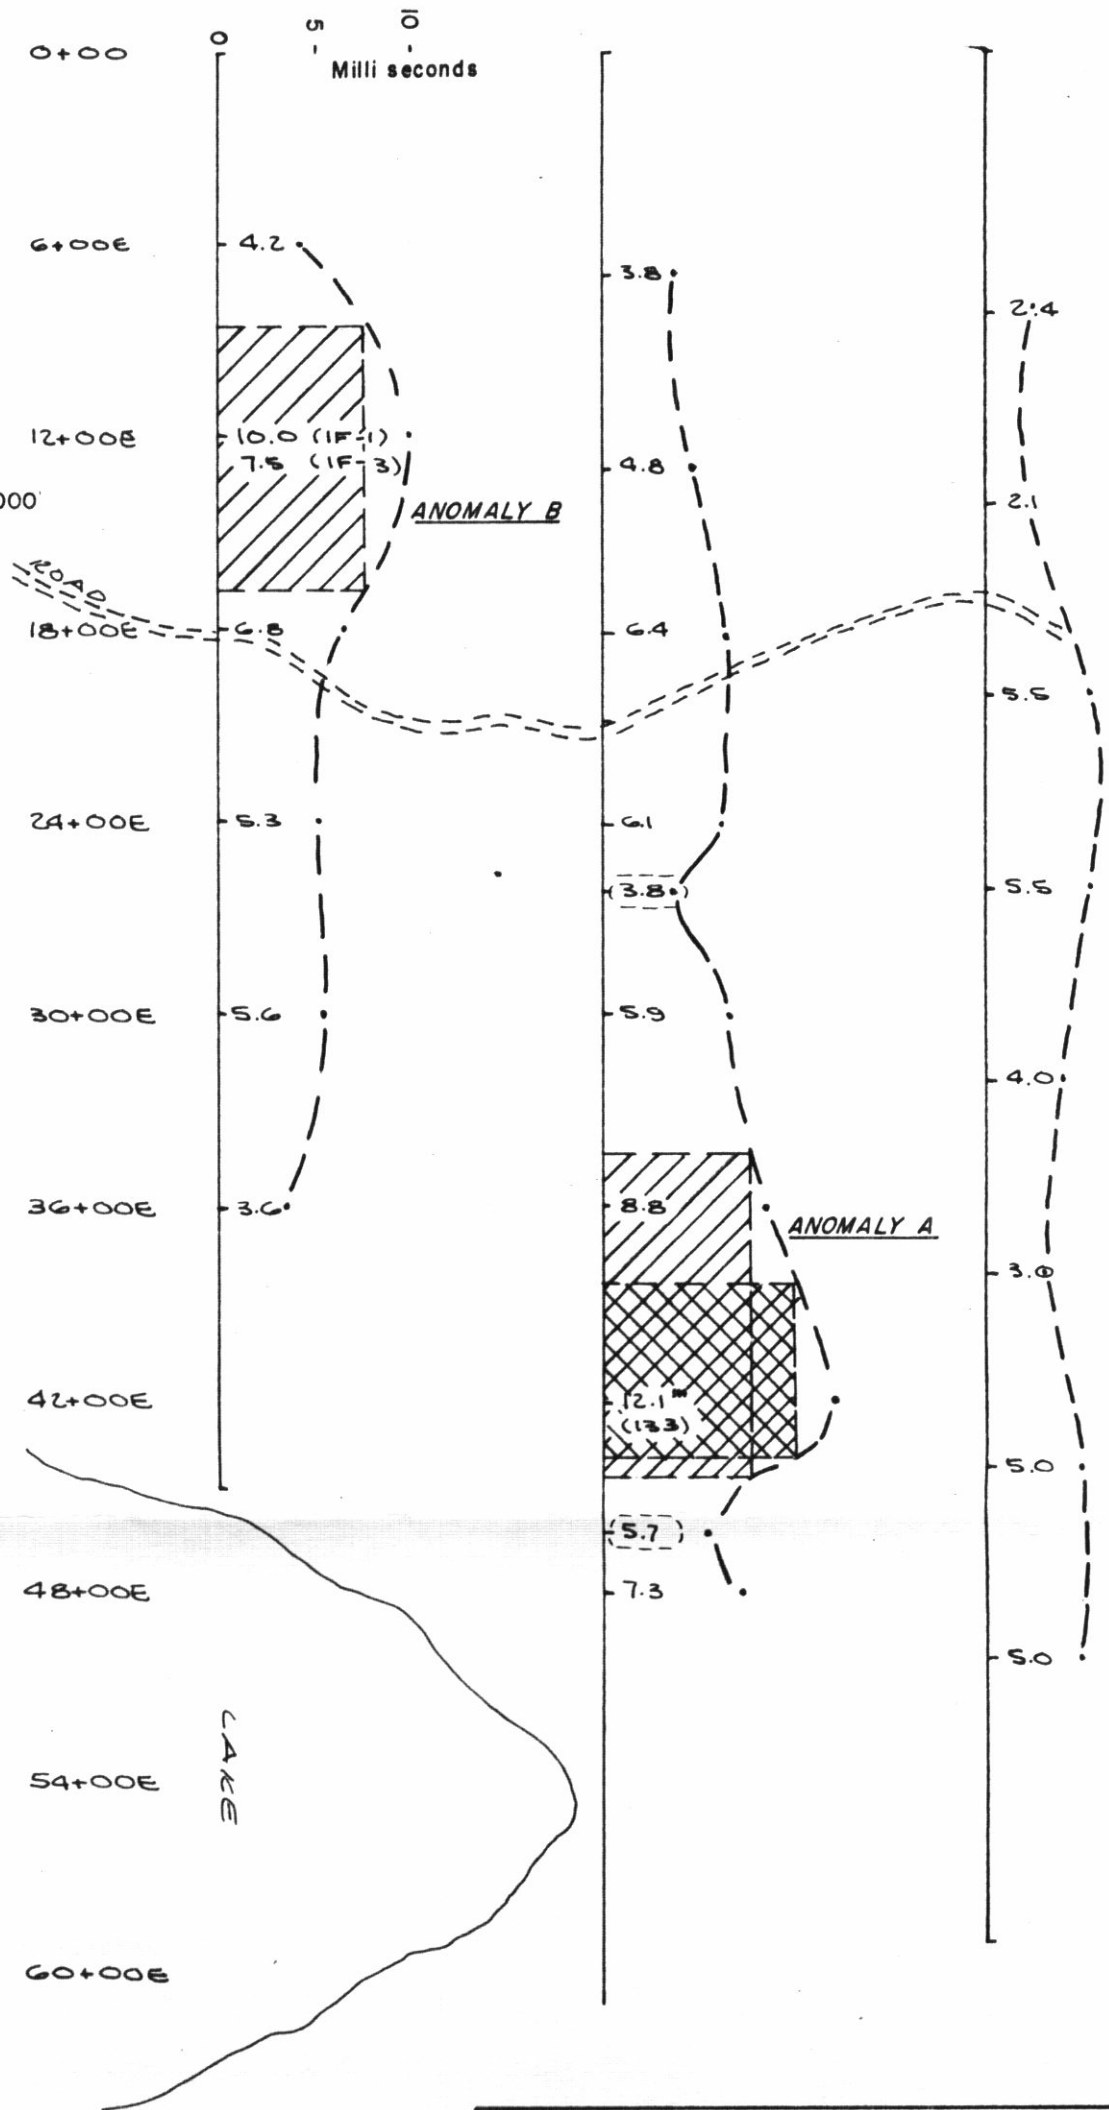 0 5- 10-
0+00
Milli seconds
6+00E 4.2
3.8
2.4
12+00E 10.0 (IF-1) 4.8
7.5 (IF-3)
000' ANOMALY B 2.1
ROAD
18+00E 6.8 6.4
5.5
24+00E 5.3 6.1
(3.8) 5.5
30+00E 5.6 5.9
4.0
36+00E 3.6 8.8
ANOMALY A
42+00E 12.1
(133)
5.0
(5.7)
48+00E 7.3
5.0
LAKE
54+00E
60+00E